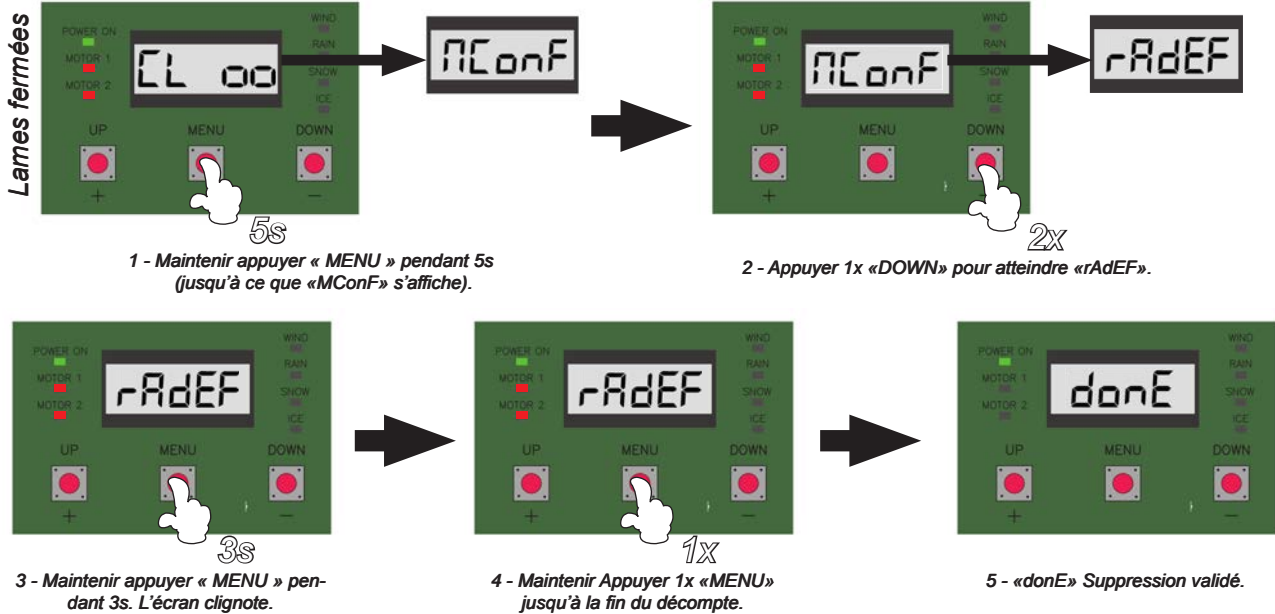 Lames fermées
POWER ON
MOTOR 1
MOTOR 2
CL oo
WIND
RAIN
SNOW
ICE
UP
MENU
DOWN
+
−
5s
MConF
1 - Maintenir appuyer « MENU » pendant 5s
(jusqu'à ce que «MConF» s'affiche).
POWER ON
MOTOR 1
MOTOR 2
MConF
WIND
RAIN
SNOW
ICE
UP
MENU
DOWN
+
2x
rAdEF
2 - Appuyer 1x «DOWN» pour atteindre «rAdEF».
POWER ON
MOTOR 1
MOTOR 2
rAdEF
WIND
RAIN
SNOW
ICE
UP
MENU
DOWN
+
−
3s
3 - Maintenir appuyer « MENU » pen-
dant 3s. L'écran clignote.
POWER ON
MOTOR 1
MOTOR 2
rAdEF
WIND
RAIN
SNOW
ICE
UP
MENU
DOWN
+
−
1x
4 - Maintenir Appuyer 1x «MENU»
jusqu'à la fin du décompte.
POWER ON
MOTOR 1
MOTOR 2
donE
WIND
RAIN
SNOW
ICE
UP
MENU
DOWN
+
−
5 - «donE» Suppression validé.